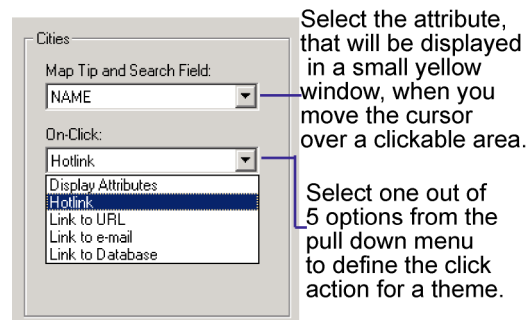 Cities
Map Tip and Search Field:
NAME
On-Click:
Hotlink
Display Attributes
Hotlink
Link to URL
Link to e-mail
Link to Database
Select the attribute,
that will be displayed
in a small yellow
window, when you
move the cursor
over a clickable area.
Select one out of
5 options from the
pull down menu
to define the click
action for a theme.